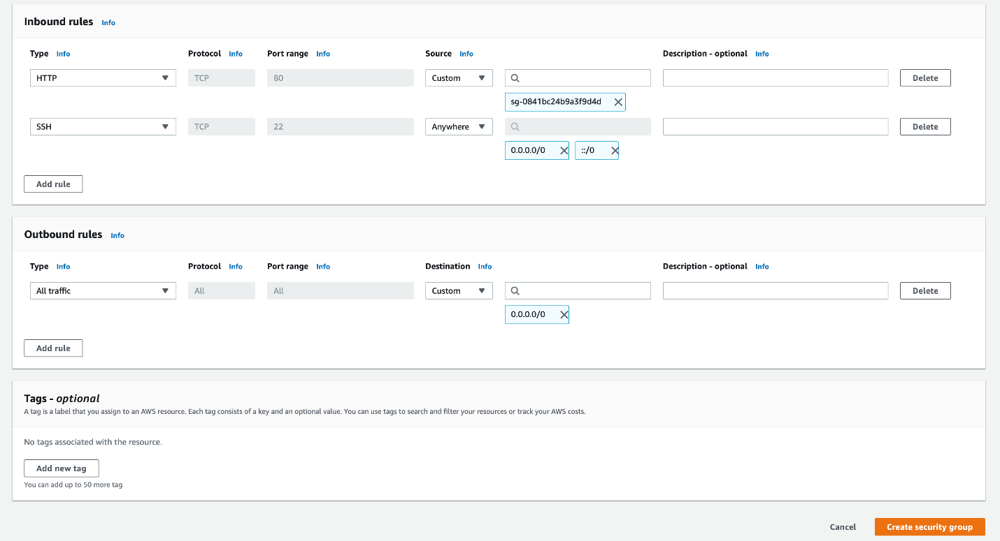 Inbound rules Info
Type Info Protocol Info Port range Info Source Info Description - optional Info
HTTP TCP 80 Custom Delete
sg-0841bc24b9a3f9d4d
SSH TCP 22 Anywhere Delete
0.0.0.0/0 ::/0
Add rule
Outbound rules Info
Type Info Protocol Info Port range Info Destination Info Description - optional Info
All traffic All All Custom Delete
0.0.0.0/0
Add rule
Tags - optional
A tag is a label that you assign to an AWS resource. Each tag consists of a key and an optional value. You can use tags to search and filter your resources or track your AWS costs.
No tags associated with the resource.
Add new tag
You can add up to 50 more tag
Cancel Create security group